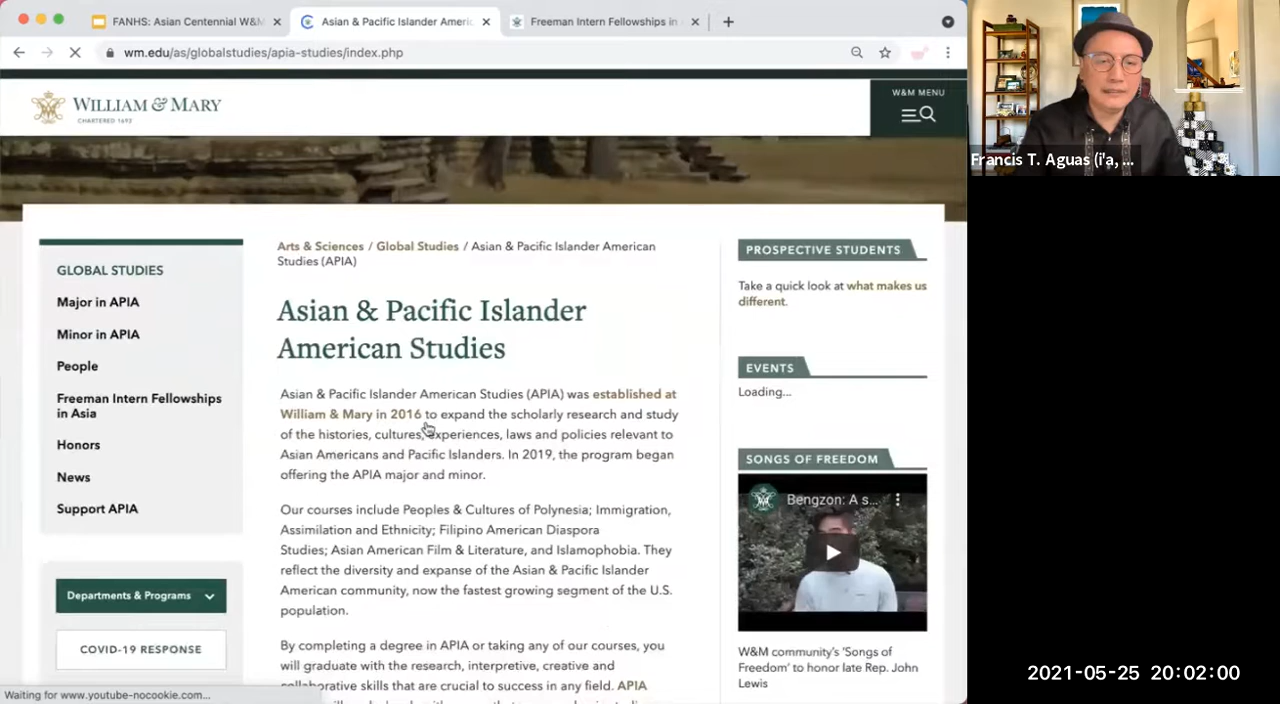 FANHS: Asian Centennial W&M
Asian & Pacific Islander Americ
Freeman Intern Fellowships in
wm.edu/as/globalstudies/apia-studies/index.php
WILLIAM & MARY
CHARTERED 1693
W&M MENU
Francis T. Aguas (i'a, ...
GLOBAL STUDIES
Major in APIA
Minor in APIA
People
Freeman Intern Fellowships
in Asia
Honors
News
Support APIA
Departments & Programs
COVID-19 RESPONSE
Arts & Sciences / Global Studies / Asian & Pacific Islander American
Studies (APIA)
Asian & Pacific Islander
American Studies
Asian & Pacific Islander American Studies (APIA) was established at
William & Mary in 2016 to expand the scholarly research and study
of the histories, cultures, experiences, laws and policies relevant to
Asian Americans and Pacific Islanders. In 2019, the program began
offering the APIA major and minor.
Our courses include Peoples & Cultures of Polynesia; Immigration,
Assimilation and Ethnicity; Filipino American Diaspora
Studies; Asian American Film & Literature, and Islamophobia. They
reflect the diversity and expanse of the Asian & Pacific Islander
American community, now the fastest growing segment of the U.S.
population.
By completing a degree in APIA or taking any of our courses, you
will graduate with the research, interpretive, creative and
collaborative skills that are crucial to success in any field. APIA
PROSPECTIVE STUDENTS
Take a quick look at what makes us
different.
EVENTS
Loading...
SONGS OF FREEDOM
Bengzon: A s...
W&M community's 'Songs of
Freedom' to honor late Rep. John
Lewis
Waiting for www.youtube-nocookie.com...
2021-05-25 20:02:00